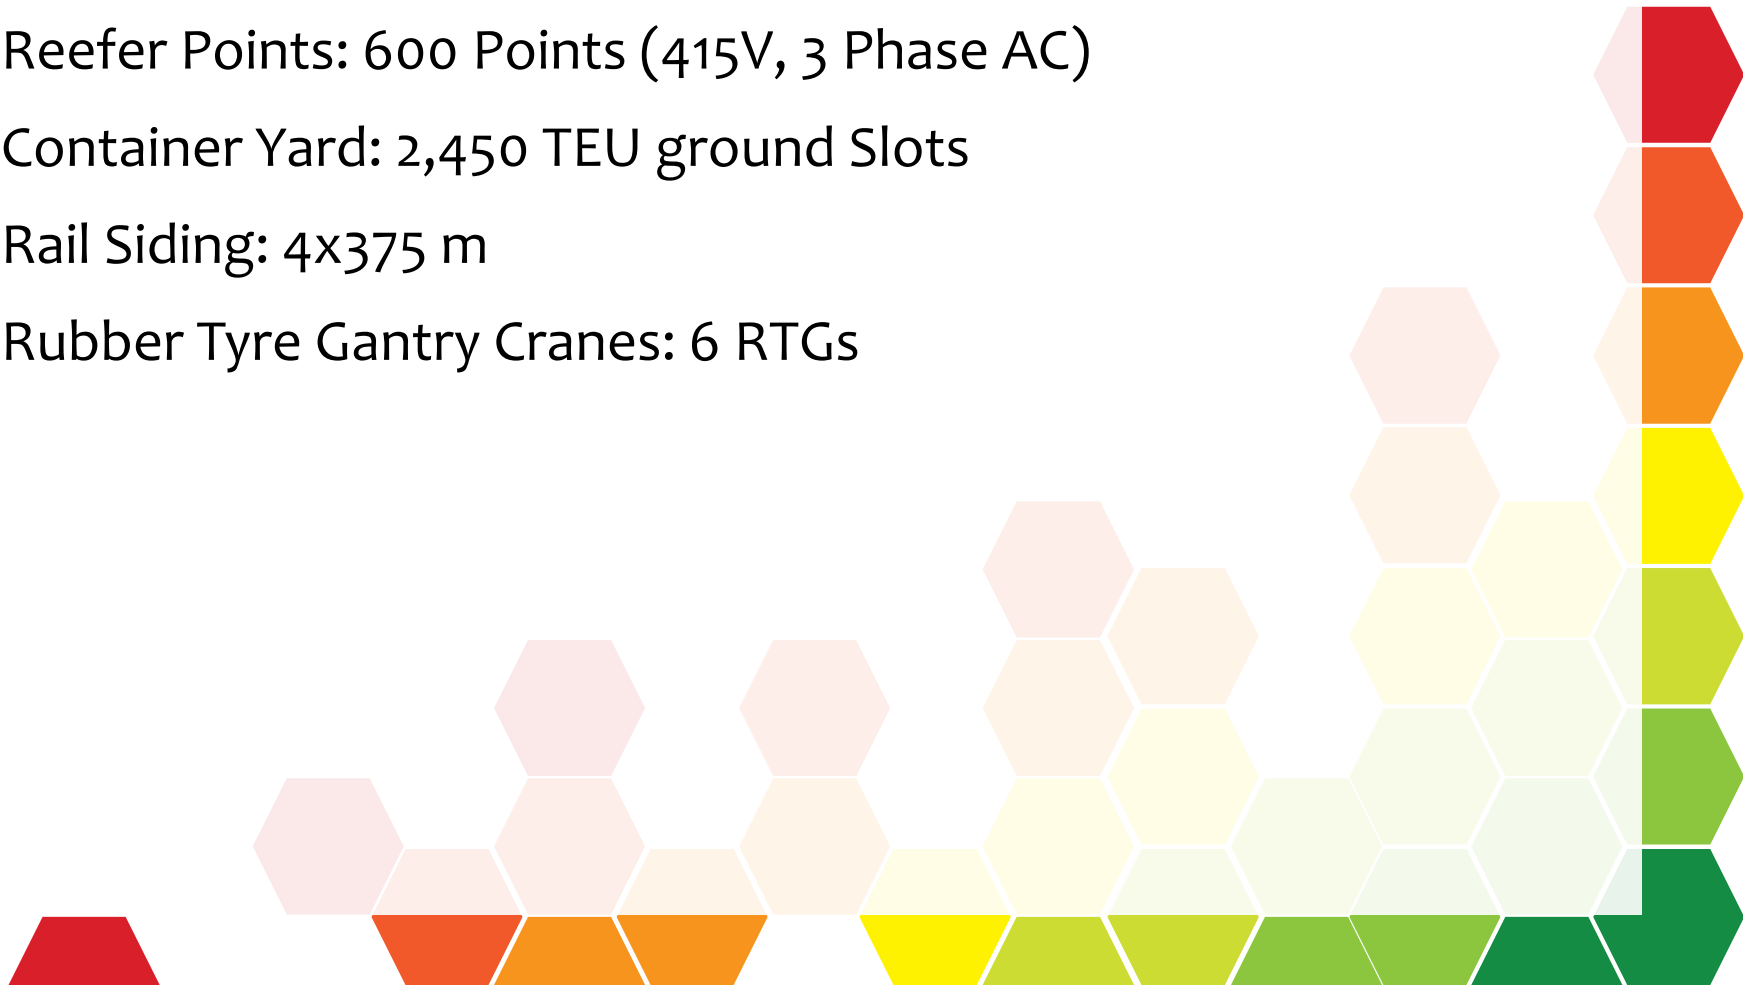 Reefer Points: 600 Points (415V, 3 Phase AC)
Container Yard: 2,450 TEU ground Slots
Rail Siding: 4x375 m
Rubber Tyre Gantry Cranes: 6 RTGs